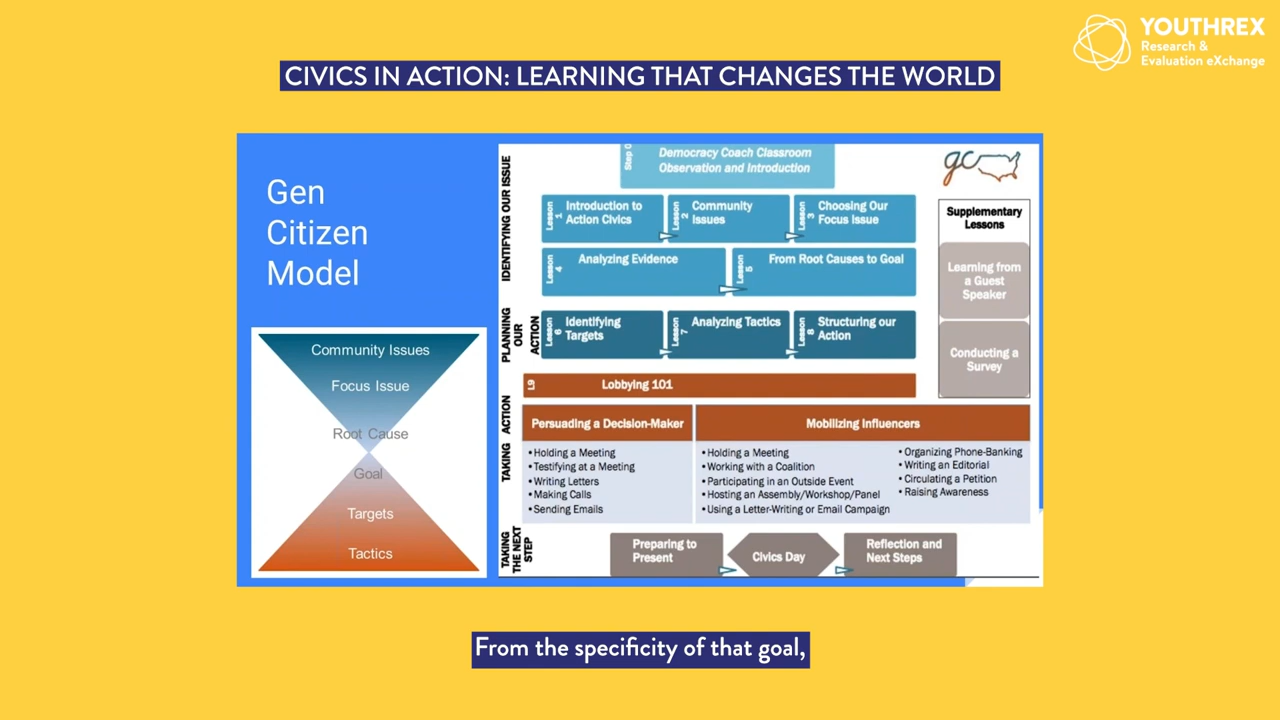 YOUTHREX
Research &
Evaluation eXchange
CIVICS IN ACTION: LEARNING THAT CHANGES THE WORLD
Gen
Citizen
Model
Community Issues
Focus Issue
Root Cause
Goal
Targets
Tactics
IDENTIFYING OUR ISSUE
Step 0
Democracy Coach Classroom
Observation and Introduction
gc
Lesson 1
Introduction to
Action Civics
Lesson 2
Community
Issues
Lesson 3
Choosing Our
Focus Issue
Lesson 4
Analyzing Evidence
Lesson 5
From Root Causes to Goal
PLANNING
OUR
ACTION
Lesson 6
Identifying
Targets
Lesson 7
Analyzing Tactics
Lesson 8
Structuring our
Action
Supplementary
Lessons
Learning from
a Guest
Speaker
Conducting a
Survey
TAKING ACTION
L9
Lobbying 101
Persuading a Decision-Maker
• Holding a Meeting
• Testifying at a Meeting
• Writing Letters
• Making Calls
• Sending Emails
Mobilizing Influencers
• Holding a Meeting
• Working with a Coalition
• Participating in an Outside Event
• Hosting an Assembly/Workshop/Panel
• Using a Letter-Writing or Email Campaign
• Organizing Phone-Banking
• Writing an Editorial
• Circulating a Petition
• Raising Awareness
TAKING
THE NEXT
STEP
Preparing to
Present
Civics Day
Reflection and
Next Steps
From the specificity of that goal,